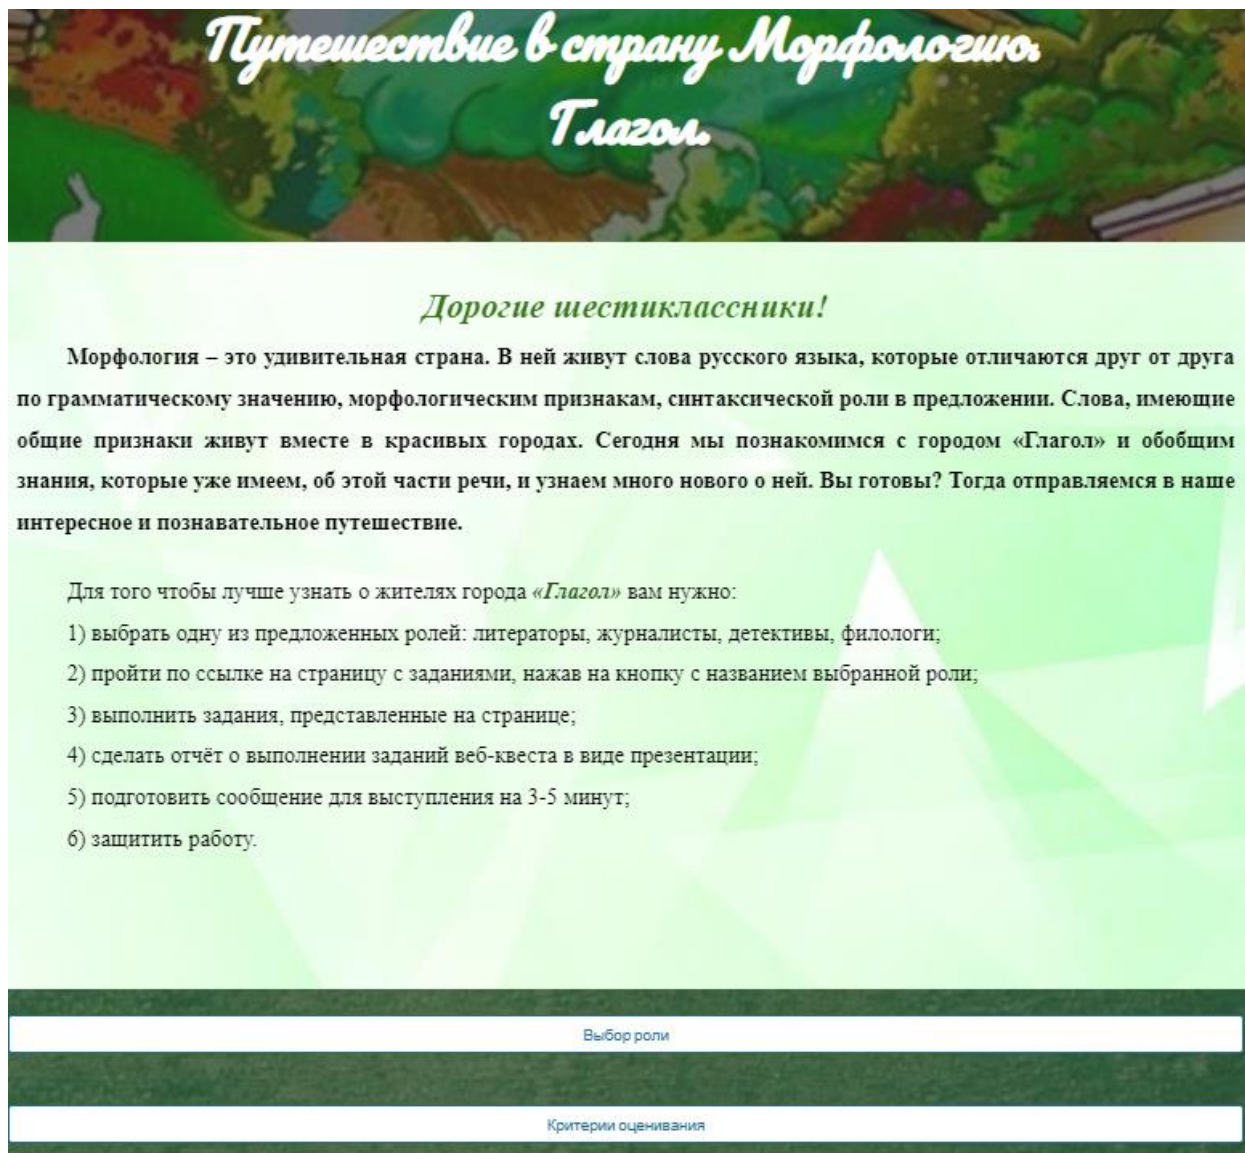 Путешествие в страну Морфологию.
Глагол.
Дорогие шестиклассники!
Морфология – это удивительная страна. В ней живут слова русского языка, которые отличаются друг от друга
по грамматическому значению, морфологическим признакам, синтаксической роли в предложении. Слова, имеющие
общие признаки живут вместе в красивых городах. Сегодня мы познакомимся с городом «Глагол» и обобщим
знания, которые уже имеем, об этой части речи, и узнаем много нового о ней. Вы готовы? Тогда отправляемся в наше
интересное и познавательное путешествие.
Для того чтобы лучше узнать о жителях города «Глагол» вам нужно:
1) выбрать одну из предложенных ролей: литераторы, журналисты, детективы, филологи;
2) пройти по ссылке на страницу с заданиями, нажав на кнопку с названием выбранной роли;
3) выполнить задания, представленные на странице;
4) сделать отчёт о выполнении заданий веб-квеста в виде презентации;
5) подготовить сообщение для выступления на 3-5 минут;
6) защитить работу.
Выбор роли
Критерии оценивания